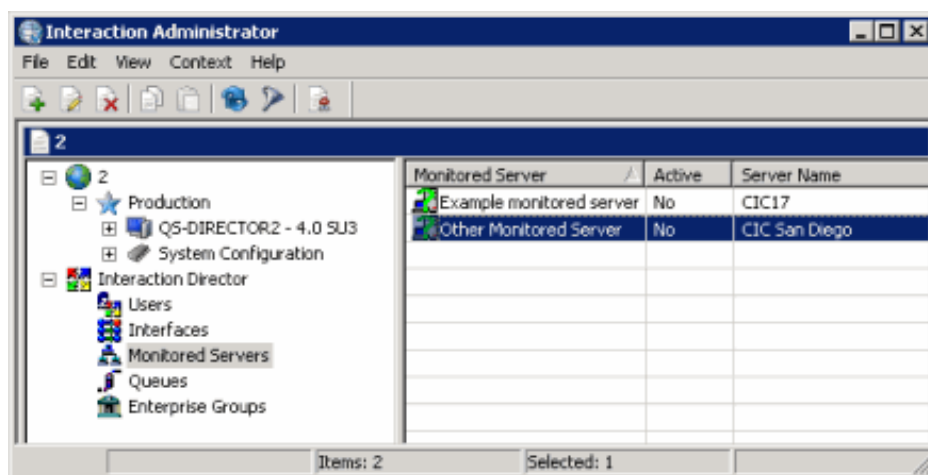 Interaction Administrator
File Edit View Context Help
2
2
Production
QS-DIRECTOR2 - 4.0 SU3
System Configuration
Interaction Director
Users
Interfaces
Monitored Servers
Queues
Enterprise Groups
Monitored Server Active Server Name
Example monitored server No CIC17
Other Monitored Server No CIC San Diego
Items: 2 Selected: 1